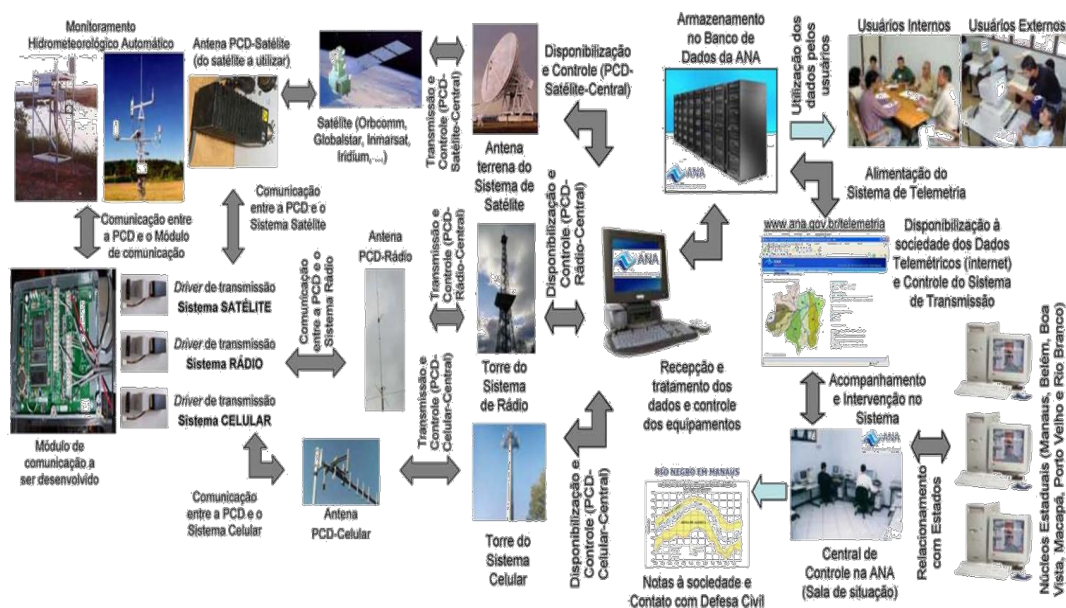 Monitoramento
Hidrometeorológico Automático
Antena PCD-Satélite
(do satélite a utilizar)
Satélite (Orbcomm,
Globalstar, Inmarsat,
Iridium,...)
Transmissão e
Controle (PCD-
Satélite-Central)
Antena
terrena do
Sistema de
Satélite
Disponibilização
e Controle (PCD-
Satélite-Central)
Armazenamento
no Banco de
Dados da ANA
ANA
Utilização dos
dados pelos
usuários
Usuários Internos
Usuários Externos
Comunicação entre
a PCD e o Módulo
de comunicação
Comunicação
entre a PCD e o
Sistema Satélite
Alimentação do
Sistema de Telemetria
www.ana.gov.br/telemetria
Disponibilização à
sociedade dos Dados
Telemétricos (internet)
e Controle do Sistema
de Transmissão
Driver de transmissão
Sistema SATÉLITE
Driver de transmissão
Sistema RÁDIO
Driver de transmissão
Sistema CELULAR
Módulo de
comunicação a
ser desenvolvido
Comunicação
entre a PCD e o
Sistema Rádio
Antena
PCD-Rádio
Transmissão e
Controle (PCD-
Rádio-Central)
Torre do
Sistema
de Rádio
Disponibilização e
Controle (PCD-
Rádio-Central)
ANA
Recepção e
tratamento dos
dados e controle
dos equipamentos
Comunicação
entre a PCD e o
Sistema Celular
Antena
PCD-Celular
Transmissão e
Controle (PCD-
Celular-Central)
Torre do
Sistema
Celular
Disponibilização e
Controle (PCD-
Celular-Central)
RIO NEGRO EM MANAUS
Notas à sociedade e
Contato com Defesa Civil
Acompanhamento
e Intervenção no
Sistema
ANA
Central de
Controle na ANA
(Sala de situação)
Relacionamento
com Estados
Núcleos Estaduais (Manaus, Belém, Boa
Vista, Macapá, Porto Velho e Rio Branco)